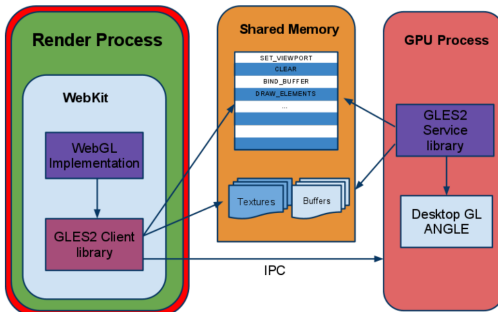 Render Process
WebKit
WebGL
Implementation
GLES2 Client
library
Shared Memory
SET_VIEWPORT
CLEAR
BIND_BUFFER
DRAW_ELEMENTS
...
Textures
Buffers
IPC
GPU Process
GLES2
Service
library
Desktop GL
ANGLE